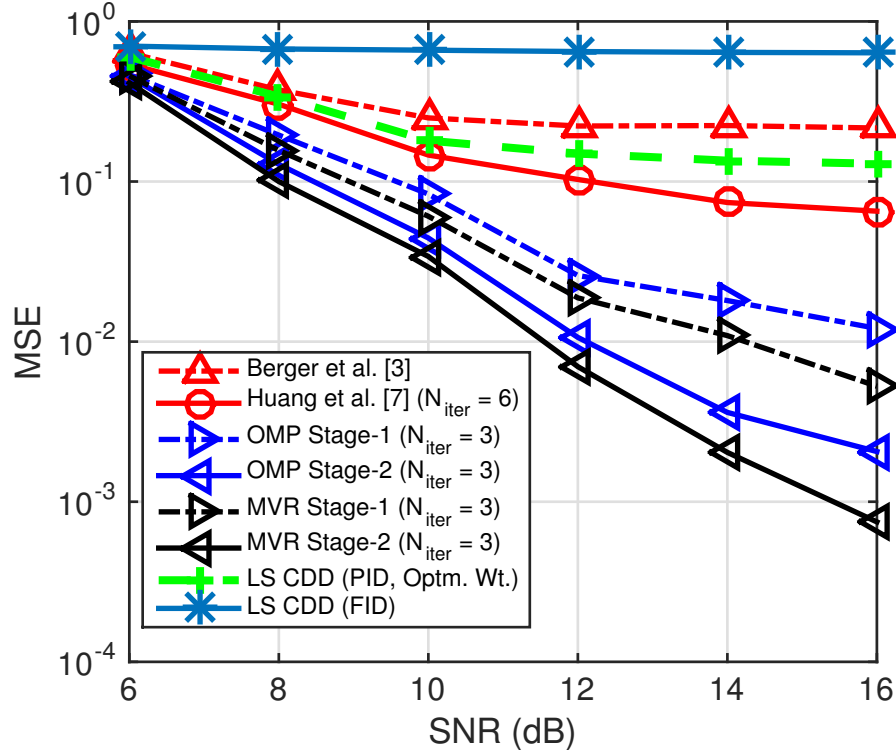 10^0
10^-1
10^-2
10^-3
10^-4
MSE
Berger et al. [3]
Huang et al. [7] (N_iter = 6)
OMP Stage-1 (N_iter = 3)
OMP Stage-2 (N_iter = 3)
MVR Stage-1 (N_iter = 3)
MVR Stage-2 (N_iter = 3)
LS CDD (PID, Optm. Wt.)
LS CDD (FID)
6 8 10 12 14 16
SNR (dB)